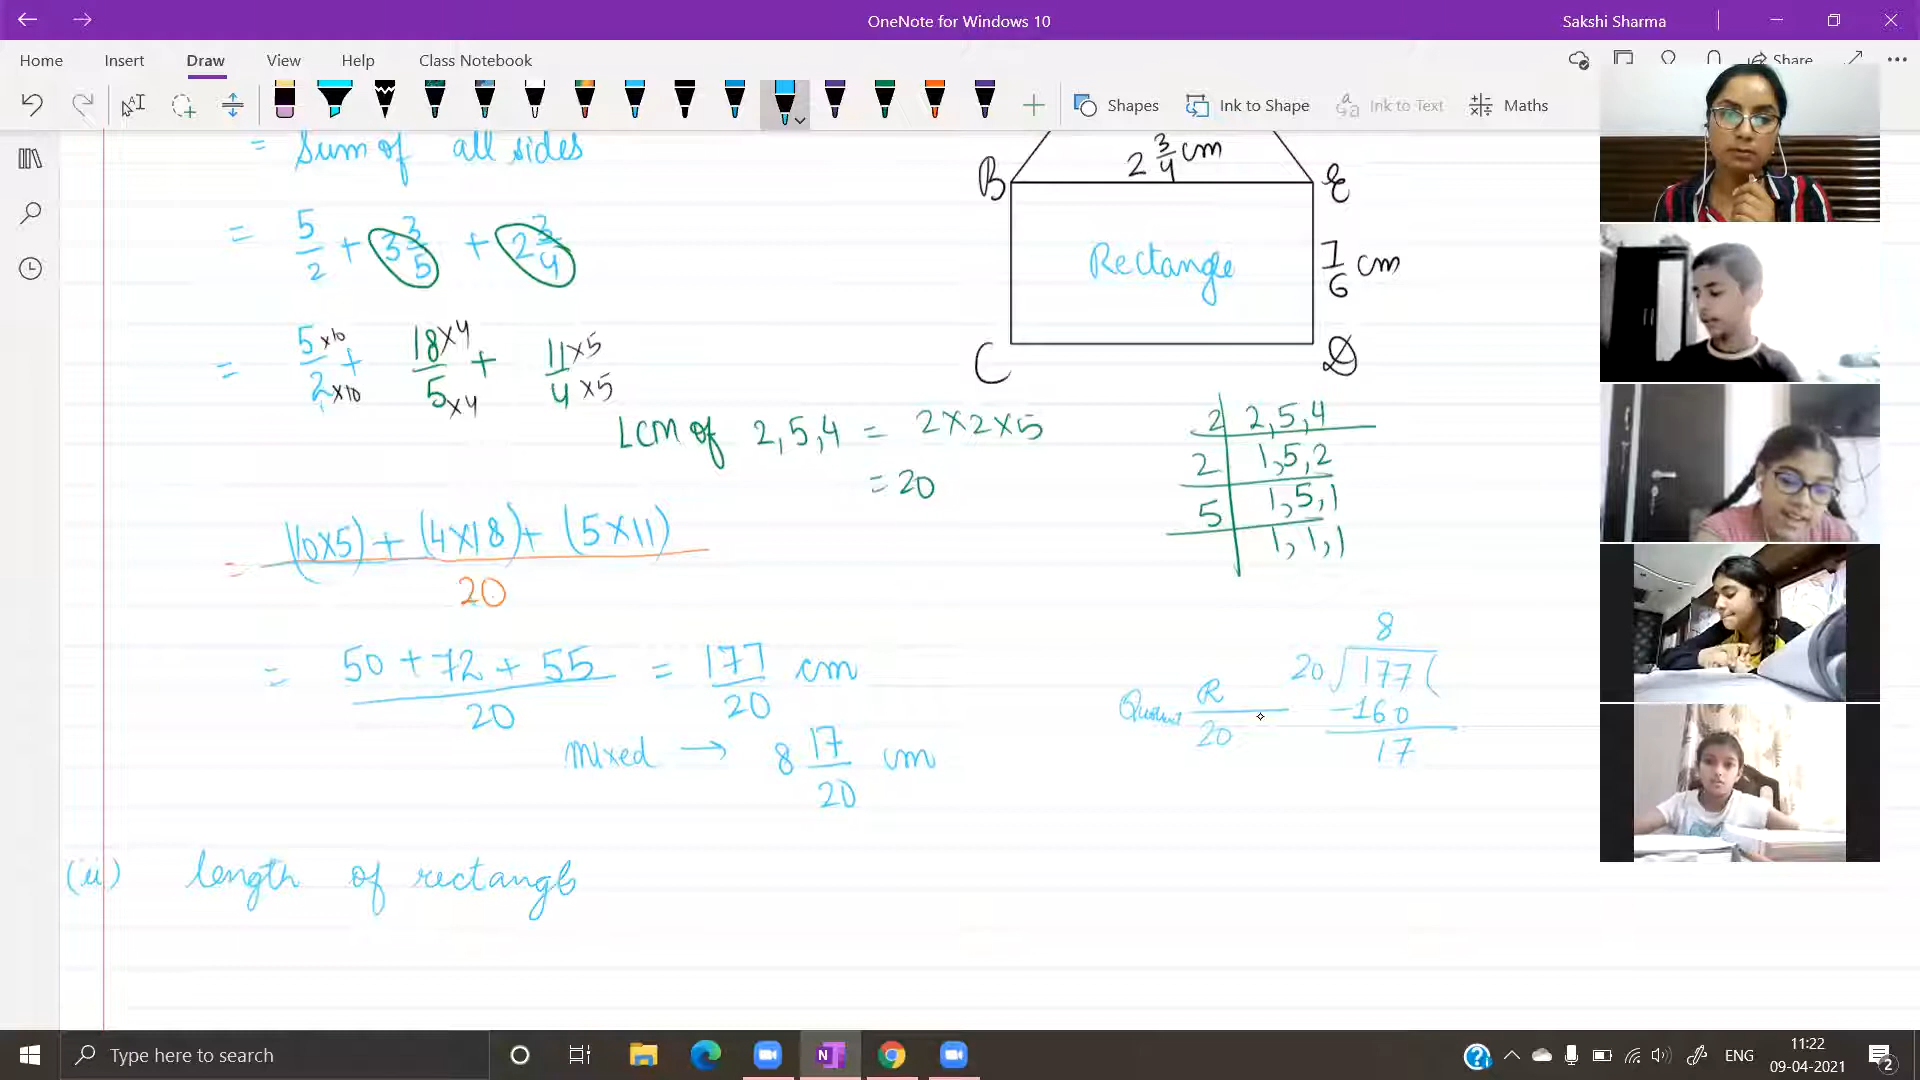 OneNote for Windows 10
Sakshi Sharma
Home Insert Draw View Help Class Notebook Share
Shapes Ink to Shape Ink to Text Maths
= Sum of all sides
= 5/2 + 3 3/5 + 2 3/4
= 5×10/2×10 + 18×4/5×4 + 11×5/4×5
LCM of 2,5,4 = 2×2×5
= 20
= (10×5) + (4×18) + (5×11)
20
= 50 + 72 + 55/20 = 177/20 cm
Mixed → 8 17/20 cm
(ii) length of rectangle
2 3/4 cm
B E
Rectangle
7/6 cm
C D
2 2,5,4
2 1,5,2
5 1,5,1
1,1,1
8
20 √177(
-160
17
Quotient R/20
Type here to search
ENG
11:22
09-04-2021
2